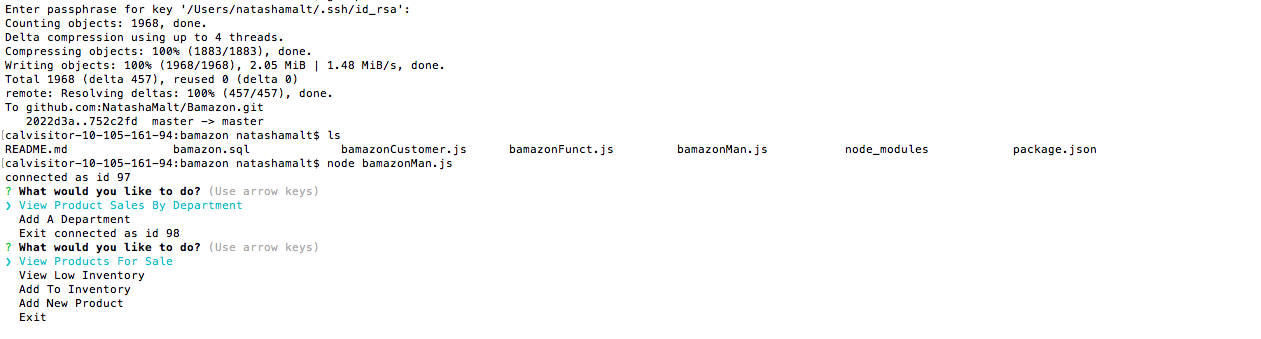 Enter passphrase for key '/Users/natashamalt/.ssh/id_rsa':
Counting objects: 1968, done.
Delta compression using up to 4 threads.
Compressing objects: 100% (1883/1883), done.
Writing objects: 100% (1968/1968), 2.05 MiB | 1.48 MiB/s, done.
Total 1968 (delta 457), reused 0 (delta 0)
remote: Resolving deltas: 100% (457/457), done.
To github.com:NatashaMalt/Bamazon.git
   2022d3a..752c2fd  master -> master
[calvisitor-10-105-161-94:bamazon natashamalt$ ls
README.md               bamazon.sql             bamazonCustomer.js      bamazonFunct.js         bamazonMan.js           node_modules            package.json
[calvisitor-10-105-161-94:bamazon natashamalt$ node bamazonMan.js
connected as id 97
? What would you like to do? (Use arrow keys)
❯ View Product Sales By Department
  Add A Department
  Exit connected as id 98
? What would you like to do? (Use arrow keys)
❯ View Products For Sale
  View Low Inventory
  Add To Inventory
  Add New Product
  Exit